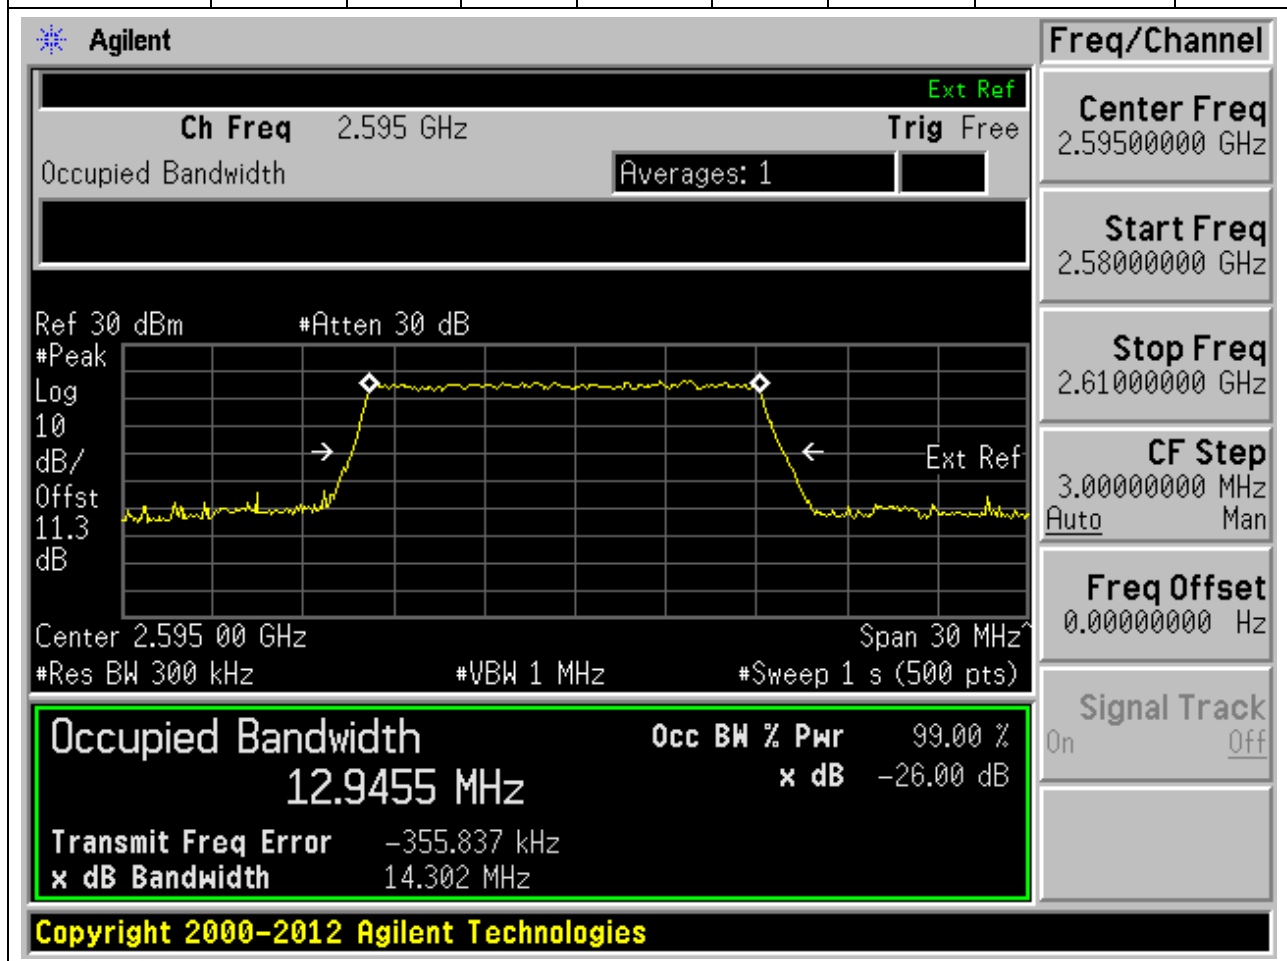 Agilent
Freq/Channel
Ext Ref
Ch Freq 2.595 GHz Trig Free
Occupied Bandwidth Averages: 1
Center Freq
2.59500000 GHz
Start Freq
2.58000000 GHz
Stop Freq
2.61000000 GHz
CF Step
3.00000000 MHz
Auto Man
Freq Offset
0.00000000 Hz
Signal Track
On Off
Ref 30 dBm #Atten 30 dB
#Peak
Log
10
dB/
Offst
11.3
dB
Ext Ref
Center 2.595 00 GHz Span 30 MHz^
#Res BW 300 kHz #VBW 1 MHz #Sweep 1 s (500 pts)
Occupied Bandwidth Occ BW % Pwr 99.00 %
12.9455 MHz x dB -26.00 dB
Transmit Freq Error -355.837 kHz
x dB Bandwidth 14.302 MHz
Copyright 2000-2012 Agilent Technologies